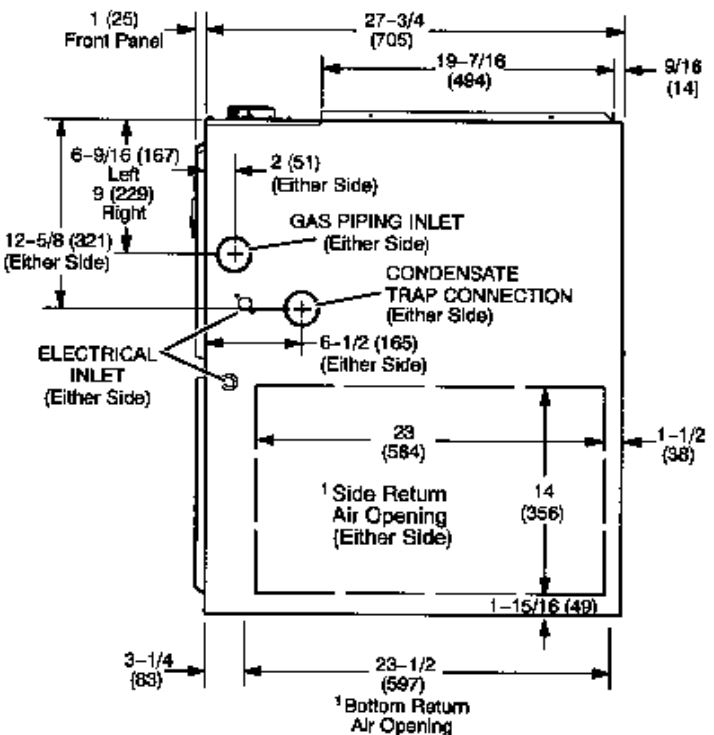 1 (25)
Front Panel
27-3/4
(705)
19-7/16
(494)
9/16
(14]
6-9/16 (167)
Left
9 (229)
Right
2 (51)
(Either Side)
12-5/8 (321)
(Either Side)
GAS PIPING INLET
(Either Side)
CONDENSATE
TRAP CONNECTION
(Either Side)
6-1/2 (165)
(Either Side)
ELECTRICAL
INLET
(Either Side)
23
(584)
1-1/2
(38)
1 Side Return
Air Opening
(Either Side)
14
(356)
1-15/16 (49)
3-1/4
(83)
23-1/2
(597)
1 Bottom Return
Air Opening